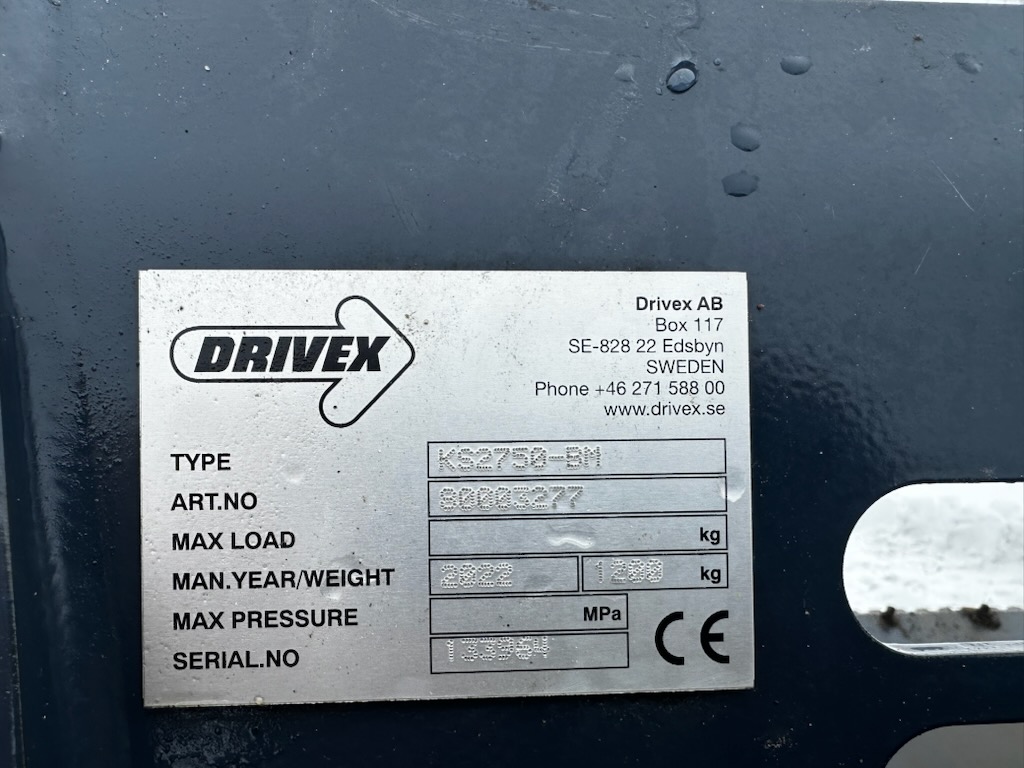 DRIVEX
Drivex AB
Box 117
SE-828 22 Edsbyn
SWEDEN
Phone +46 271 588 00
www.drivex.se
TYPE KS2750-BM
ART.NO 80003277
MAX LOAD kg
MAN.YEAR/WEIGHT 2022 1200 kg
MAX PRESSURE MPa
SERIAL.NO 133964
CE